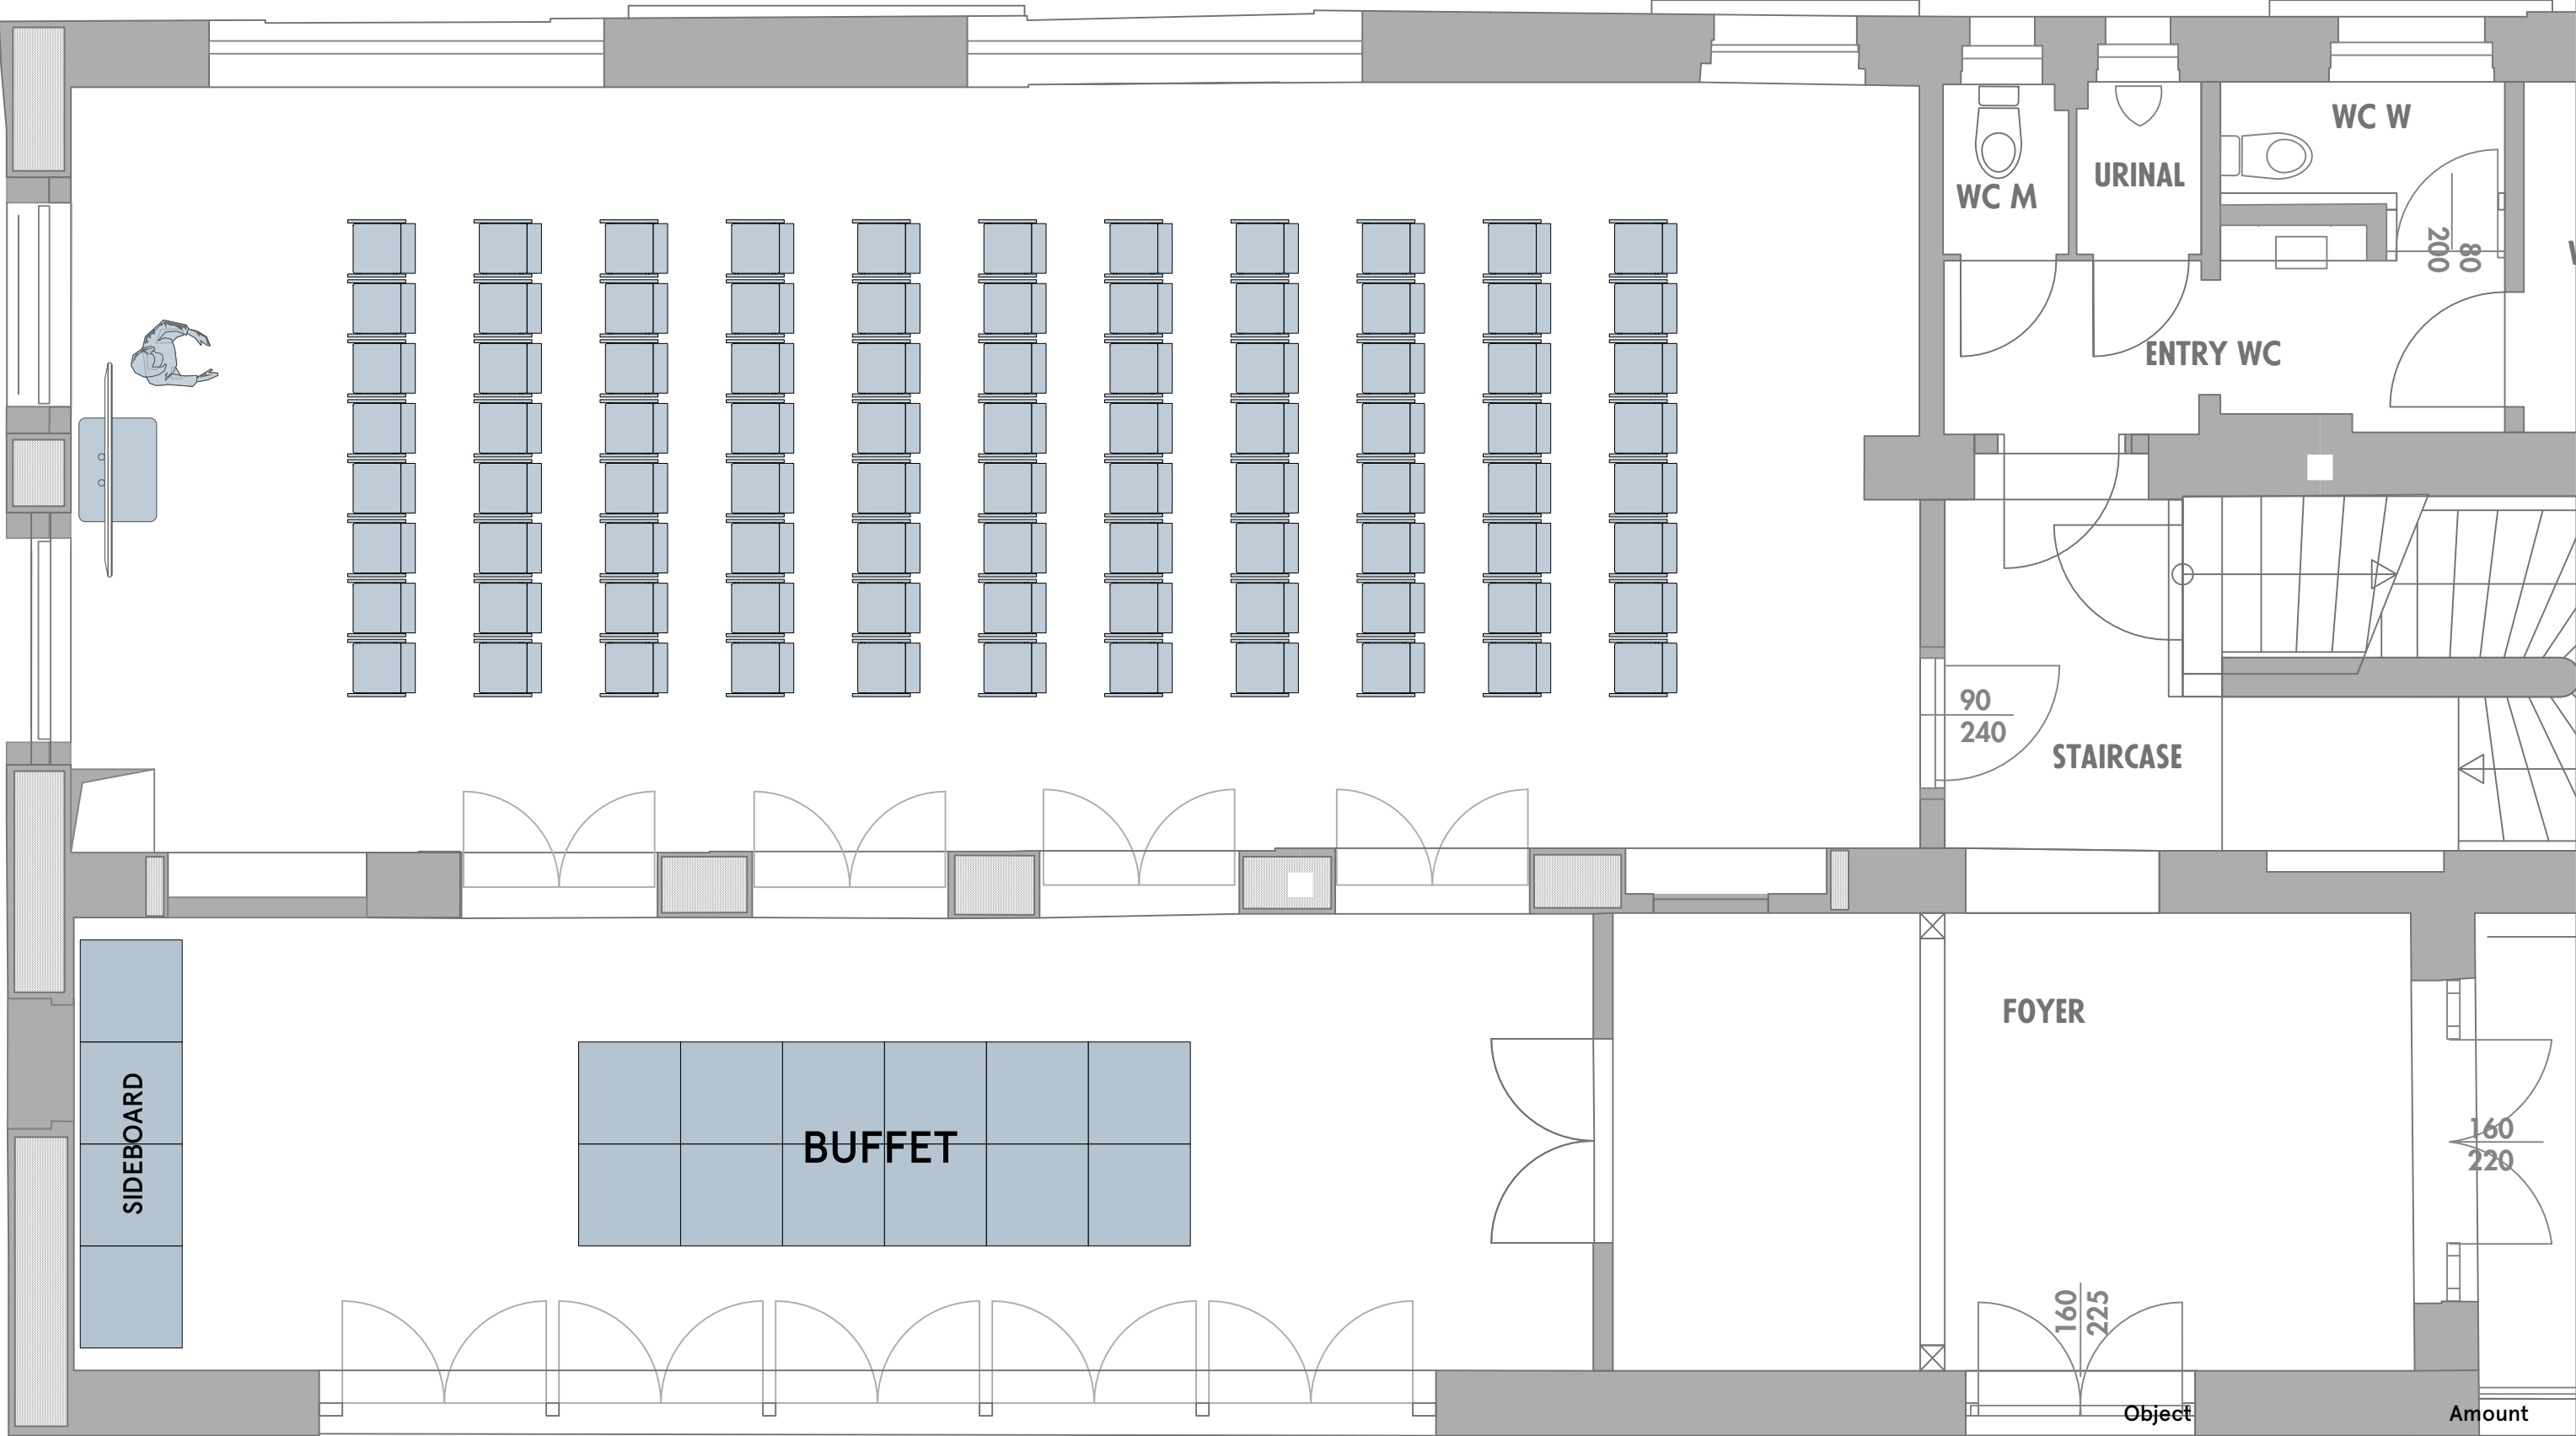 WC W
URINAL
WC M
80
200
ENTRY WC
90
240
STAIRCASE
FOYER
SIDEBOARD
BUFFET
160
220
160
225
Object
Amount